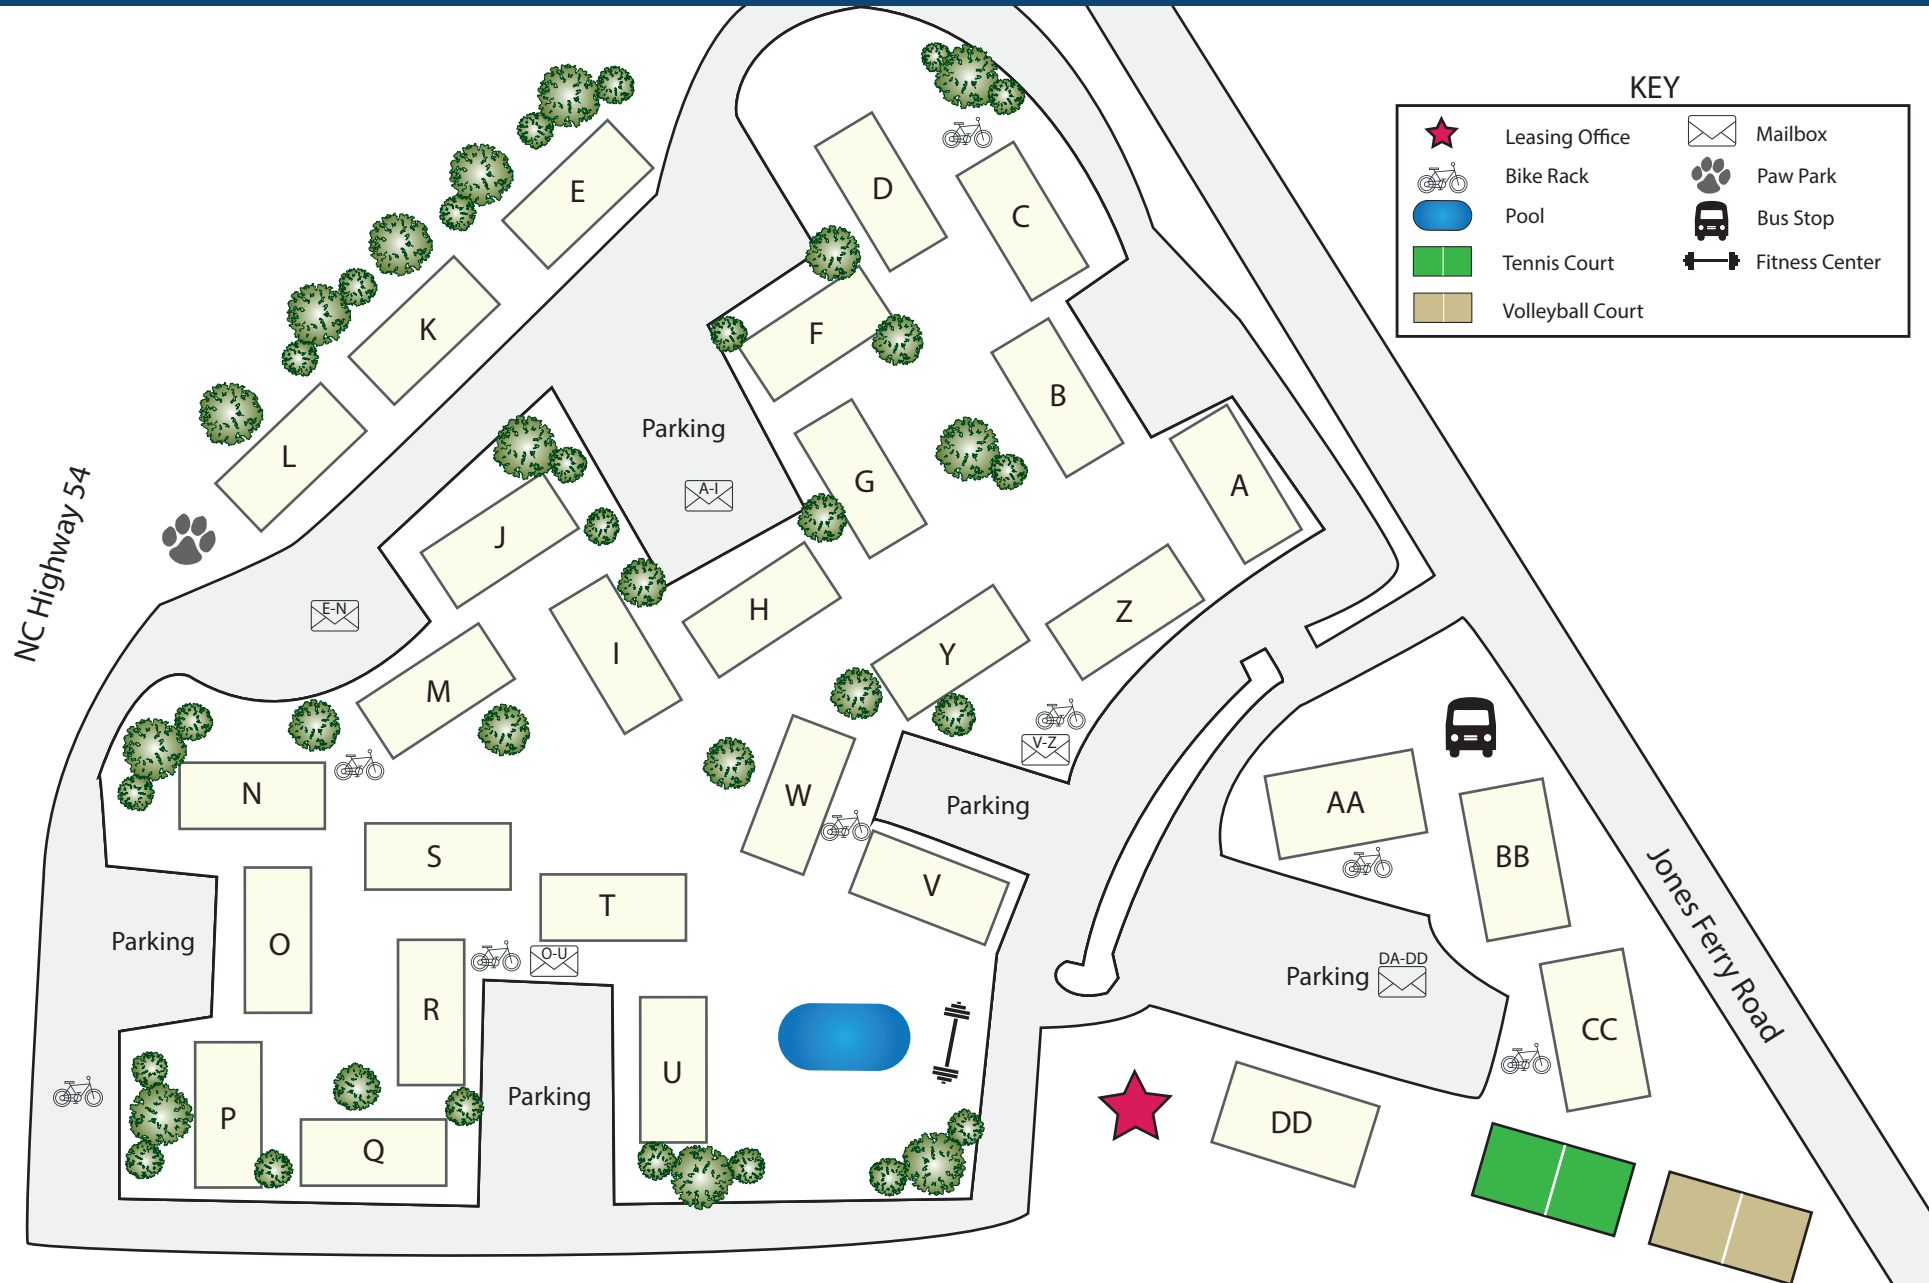 KEY
Leasing Office
Mailbox
Bike Rack
Paw Park
Pool
Bus Stop
Tennis Court
Fitness Center
Volleyball Court
E
D
C
K
F
B
L
Parking
G
A
A-I
J
NC Highway 54
E-N
H
Z
I
Y
M
V-Z
N
W
Parking
AA
S
V
BB
T
Parking
O
O-U
DA-DD
Parking
Jones Ferry Road
R
CC
U
Parking
P
Q
DD